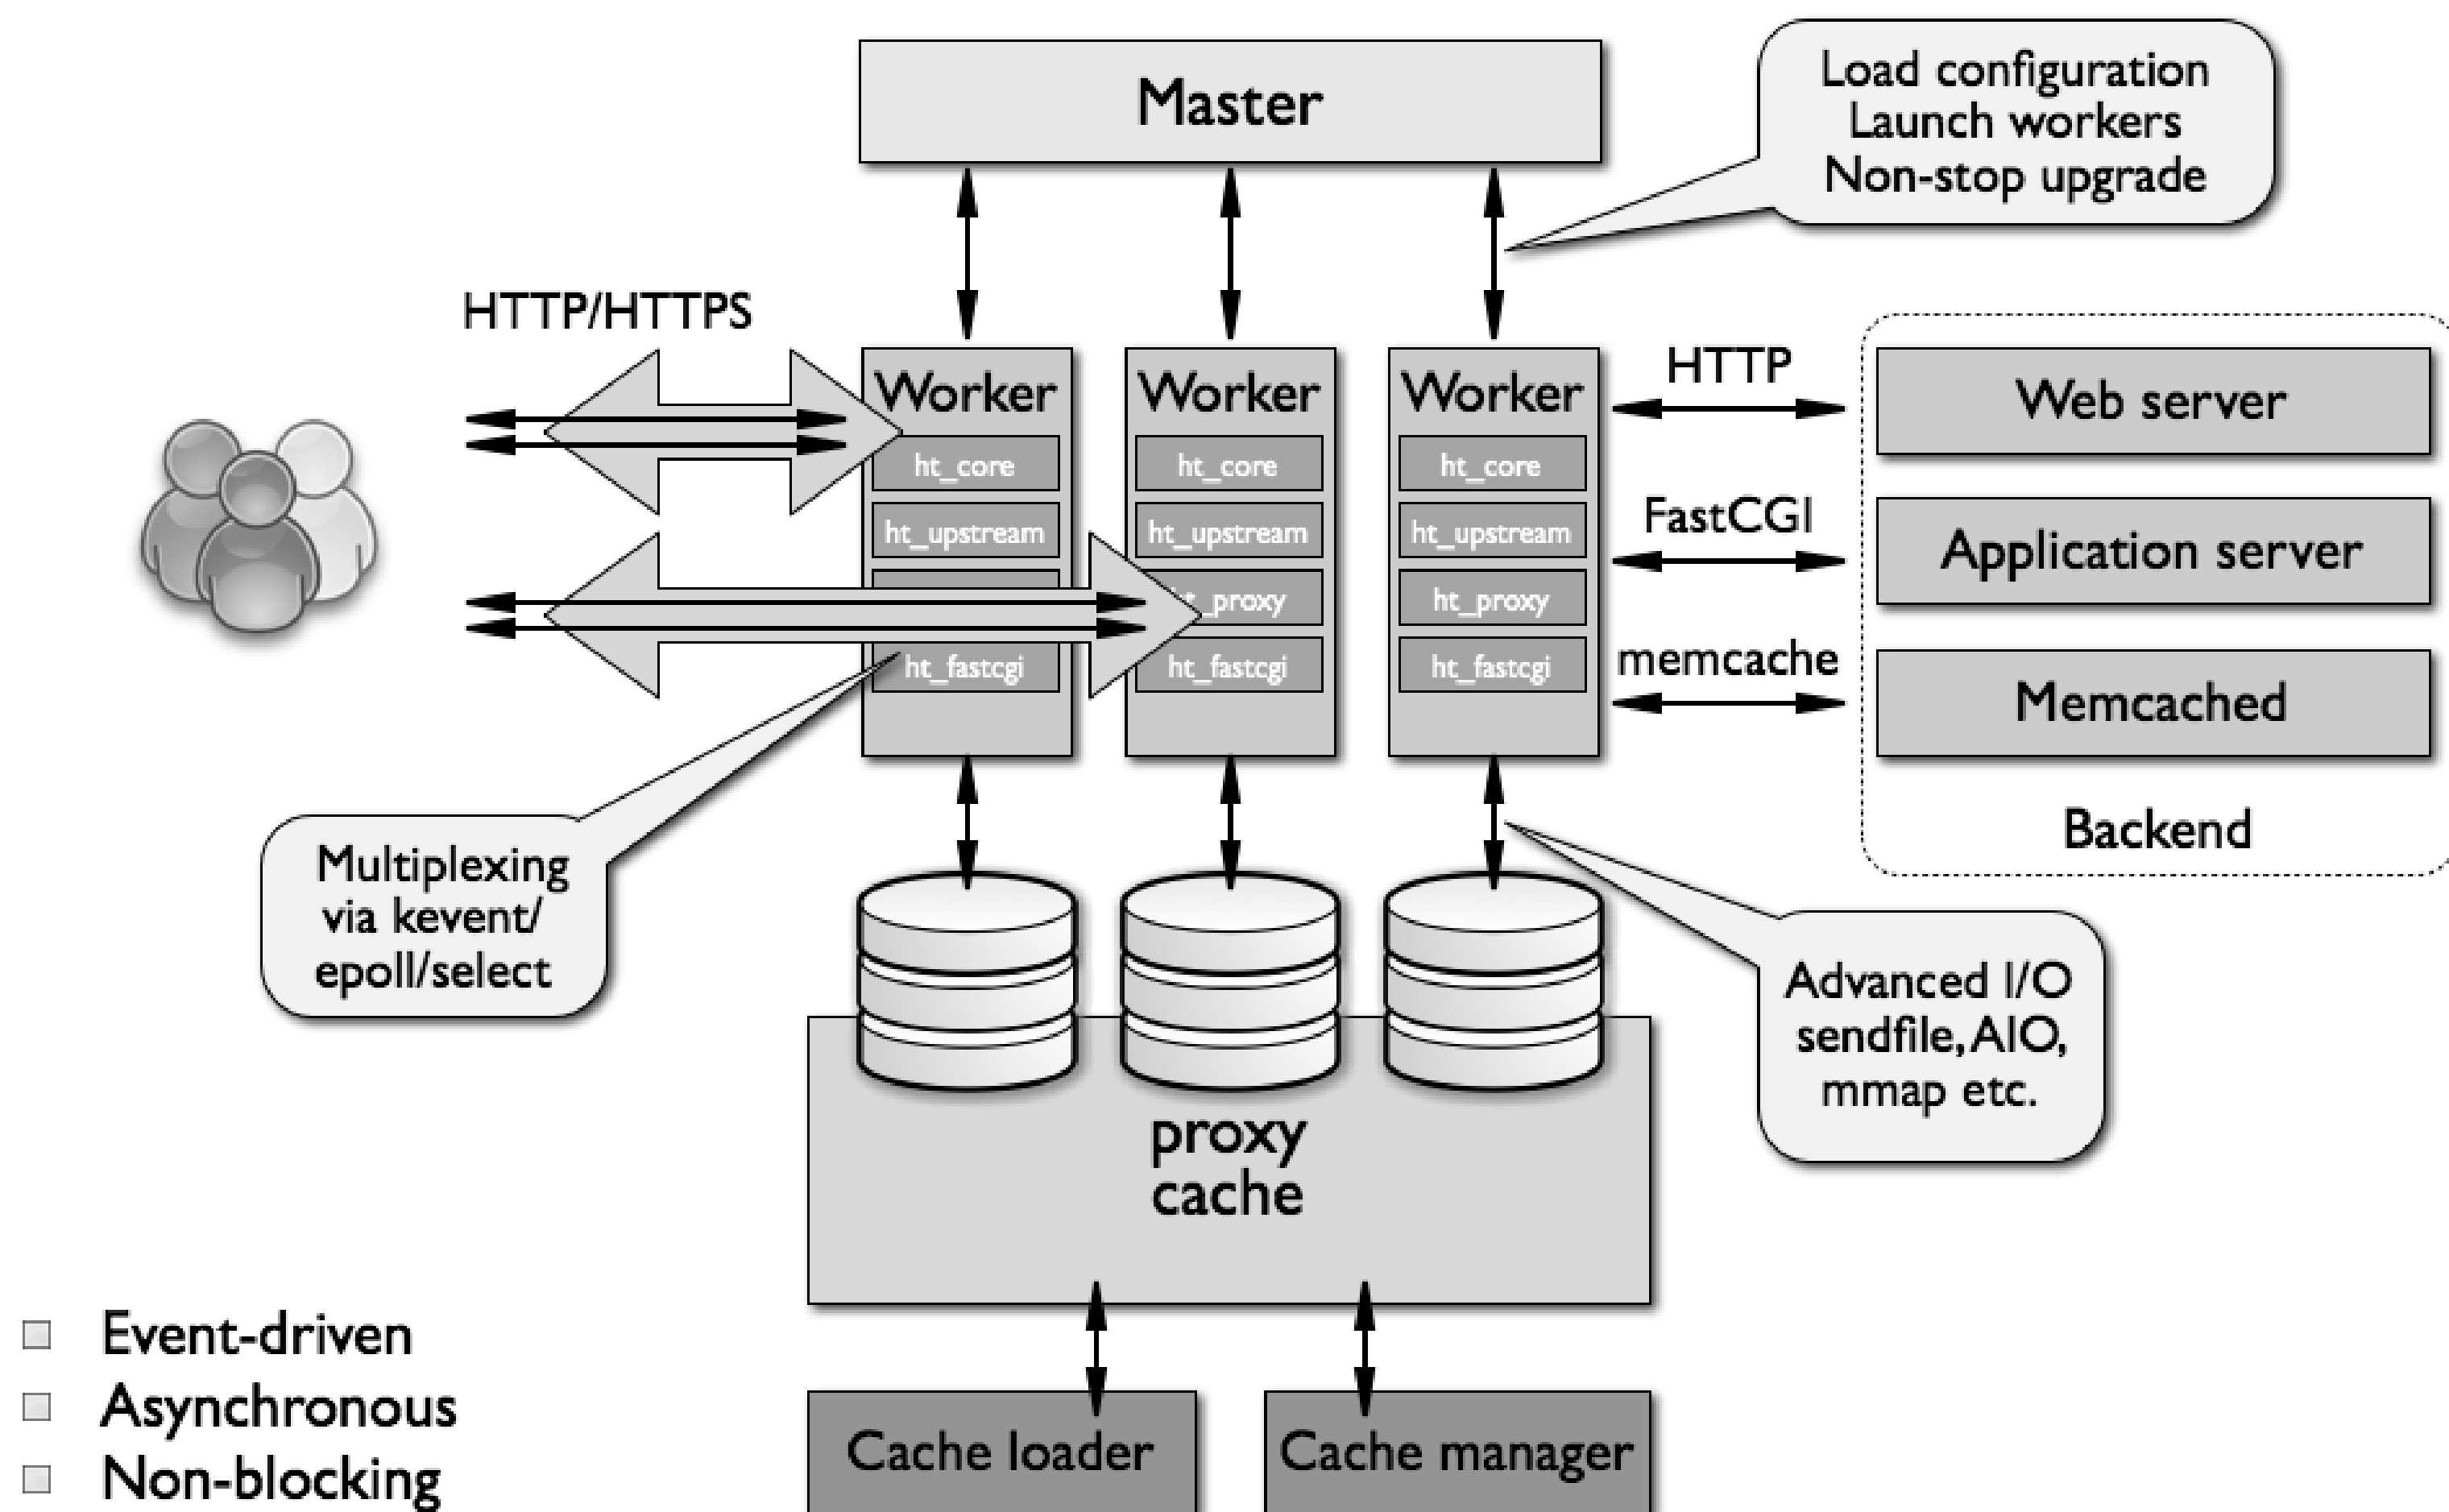 Master
Load configuration
Launch workers
Non-stop upgrade
HTTP/HTTPS
Worker
ht_core
ht_upstream
ht_fastcgi
Worker
ht_core
ht_upstream
ht_fastcgi
Worker
ht_core
ht_upstream
ht_proxy
ht_fastcgi
HTTP
FastCGI
memcache
Web server
Application server
Memcached
Backend
Multiplexing
via kevent/
epoll/select
Advanced I/O
sendfile, AIO,
mmap etc.
proxy
cache
Cache loader
Cache manager
Event-driven
Asynchronous
Non-blocking